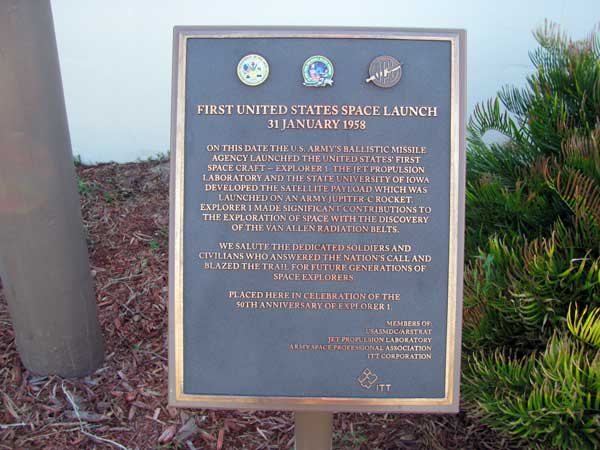 FIRST UNITED STATES SPACE LAUNCH
31 JANUARY 1958
ON THIS DATE THE U.S. ARMY'S BALLISTIC MISSILE
AGENCY LAUNCHED THE UNITED STATES' FIRST
SPACE CRAFT – EXPLORER 1. THE JET PROPULSION
LABORATORY AND THE STATE UNIVERSITY OF IOWA
DEVELOPED THE SATELLITE PAYLOAD WHICH WAS
LAUNCHED ON AN ARMY JUPITER-C ROCKET.
EXPLORER 1 MADE SIGNIFICANT CONTRIBUTIONS TO
THE EXPLORATION OF SPACE WITH THE DISCOVERY
OF THE VAN ALLEN RADIATION BELTS.
WE SALUTE THE DEDICATED SOLDIERS AND
CIVILIANS WHO ANSWERED THE NATION'S CALL AND
BLAZED THE TRAIL FOR FUTURE GENERATIONS OF
SPACE EXPLORERS.
PLACED HERE IN CELEBRATION OF THE
50TH ANNIVERSARY OF EXPLORER 1.
MEMBERS OF:
USASMDC/ARSTRAT
JET PROPULSION LABORATORY
ARMY SPACE PROFESSIONAL ASSOCIATION
ITT CORPORATION
ITT